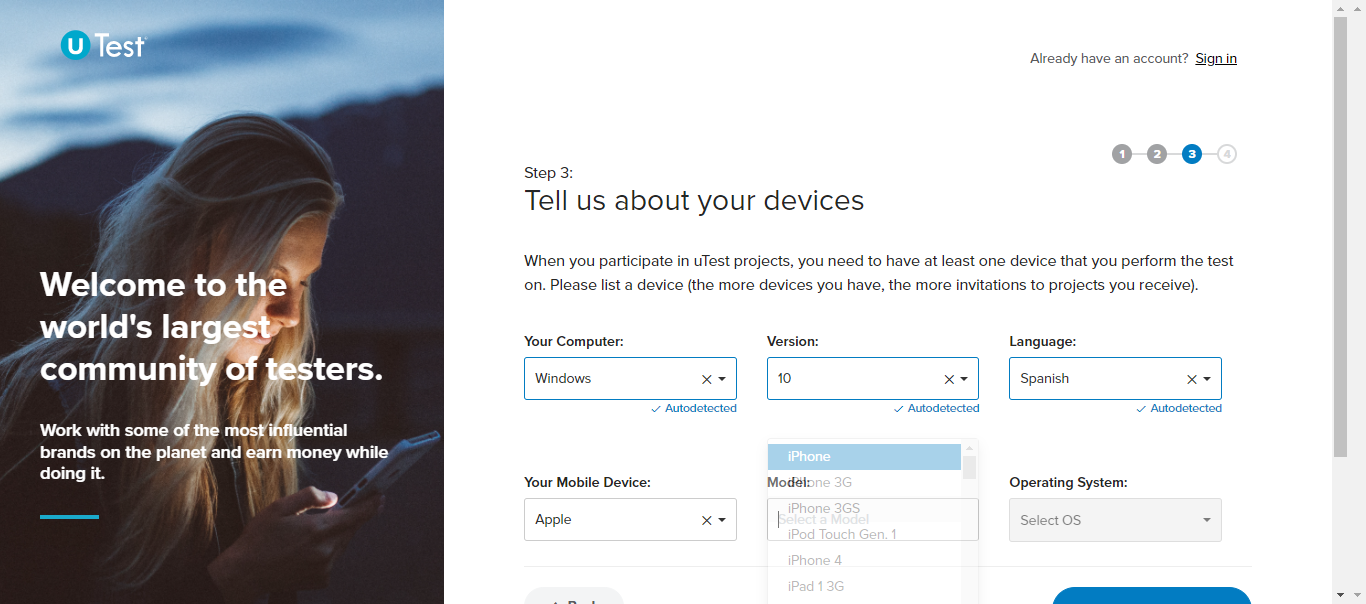 U Test
Already have an account? Sign in
1 2 3 4
Step 3:
Tell us about your devices
When you participate in uTest projects, you need to have at least one device that you perform the test
on. Please list a device (the more devices you have, the more invitations to projects you receive).
Welcome to the
world's largest
community of testers.
Work with some of the most influential
brands on the planet and earn money while
doing it.
Your Computer:
Windows
Autodetected
Version:
10
Autodetected
Language:
Spanish
Autodetected
Your Mobile Device:
Apple
Model:
Select a Model
iPhone
iPhone 3G
iPhone 3GS
iPod Touch Gen. 1
iPhone 4
iPad 1 3G
Operating System:
Select OS